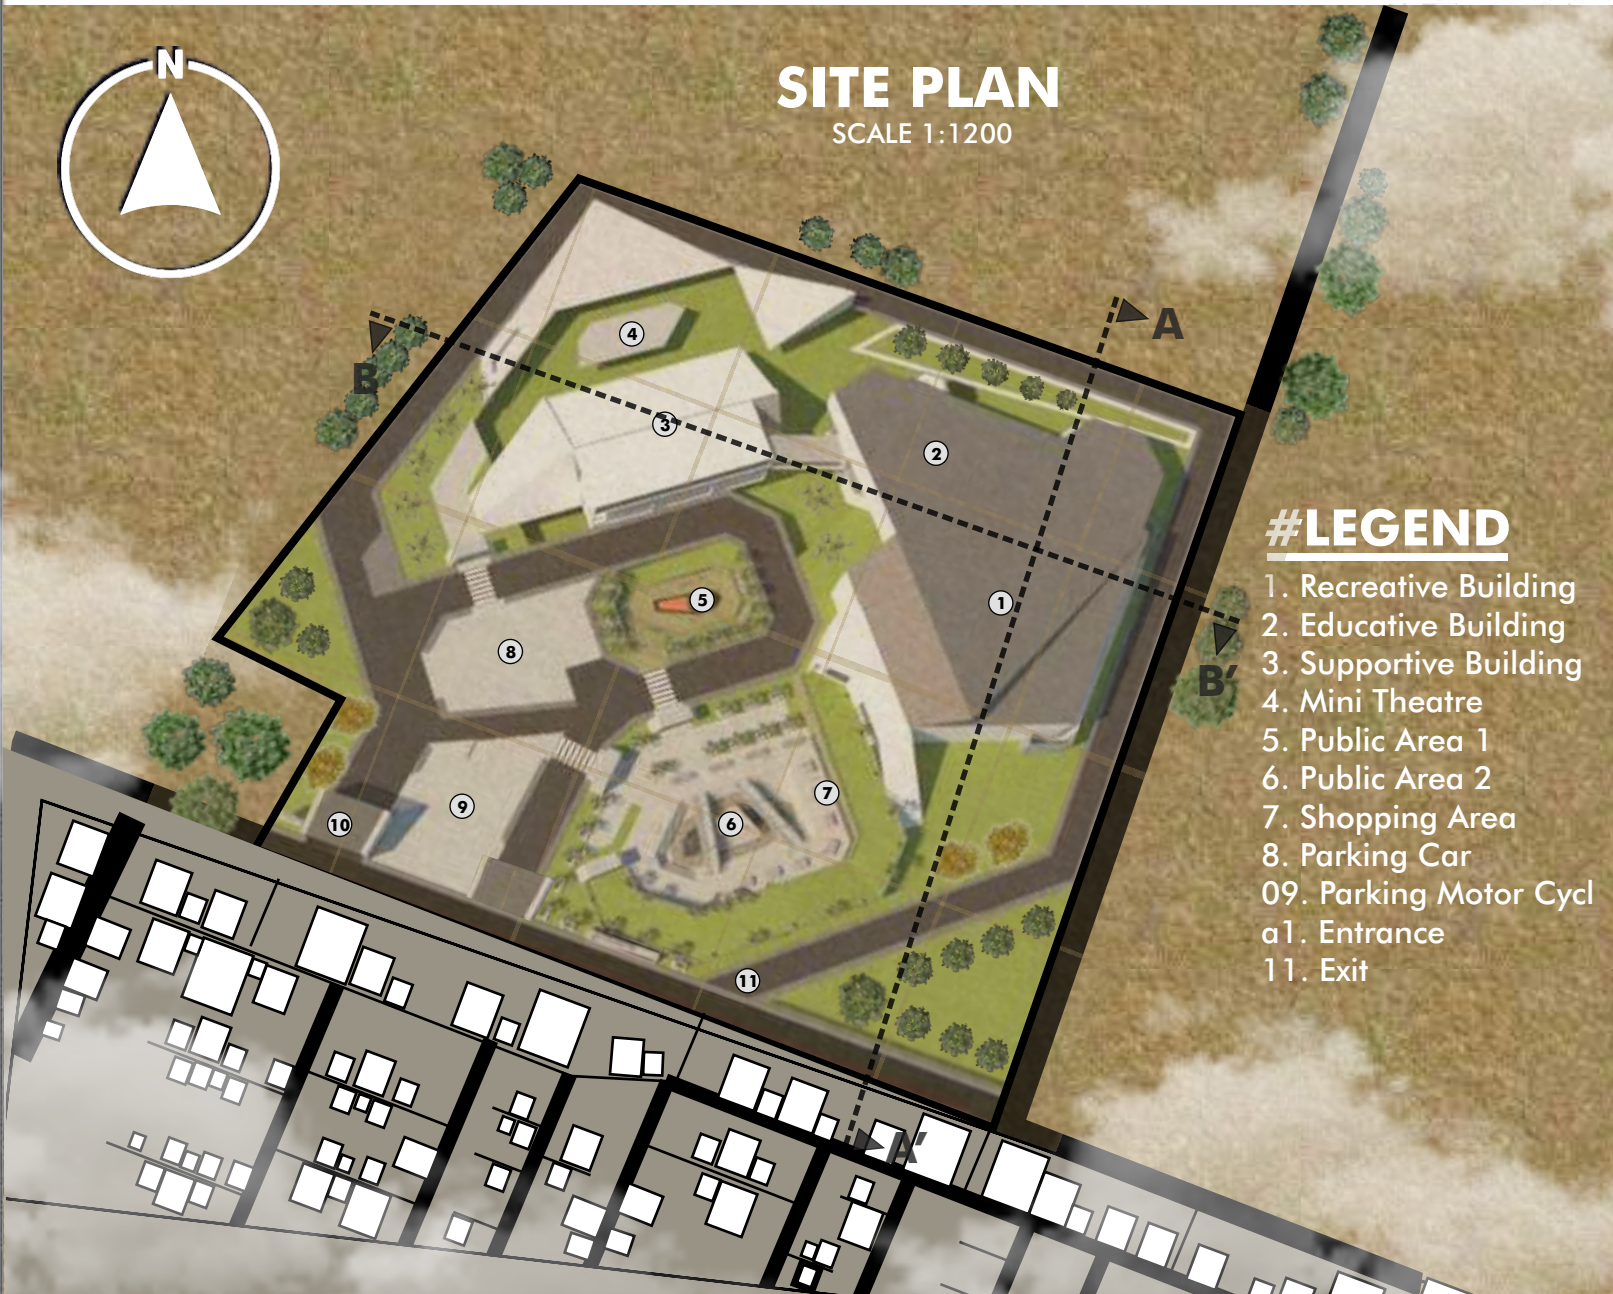 N
SITE PLAN
SCALE 1:1200
A
B
4
3
2
5
1
8
B'
7
6
9
10
11
A'
#LEGEND
1. Recreative Building
2. Educative Building
3. Supportive Building
4. Mini Theatre
5. Public Area 1
6. Public Area 2
7. Shopping Area
8. Parking Car
09. Parking Motor Cycl
a1. Entrance
11. Exit